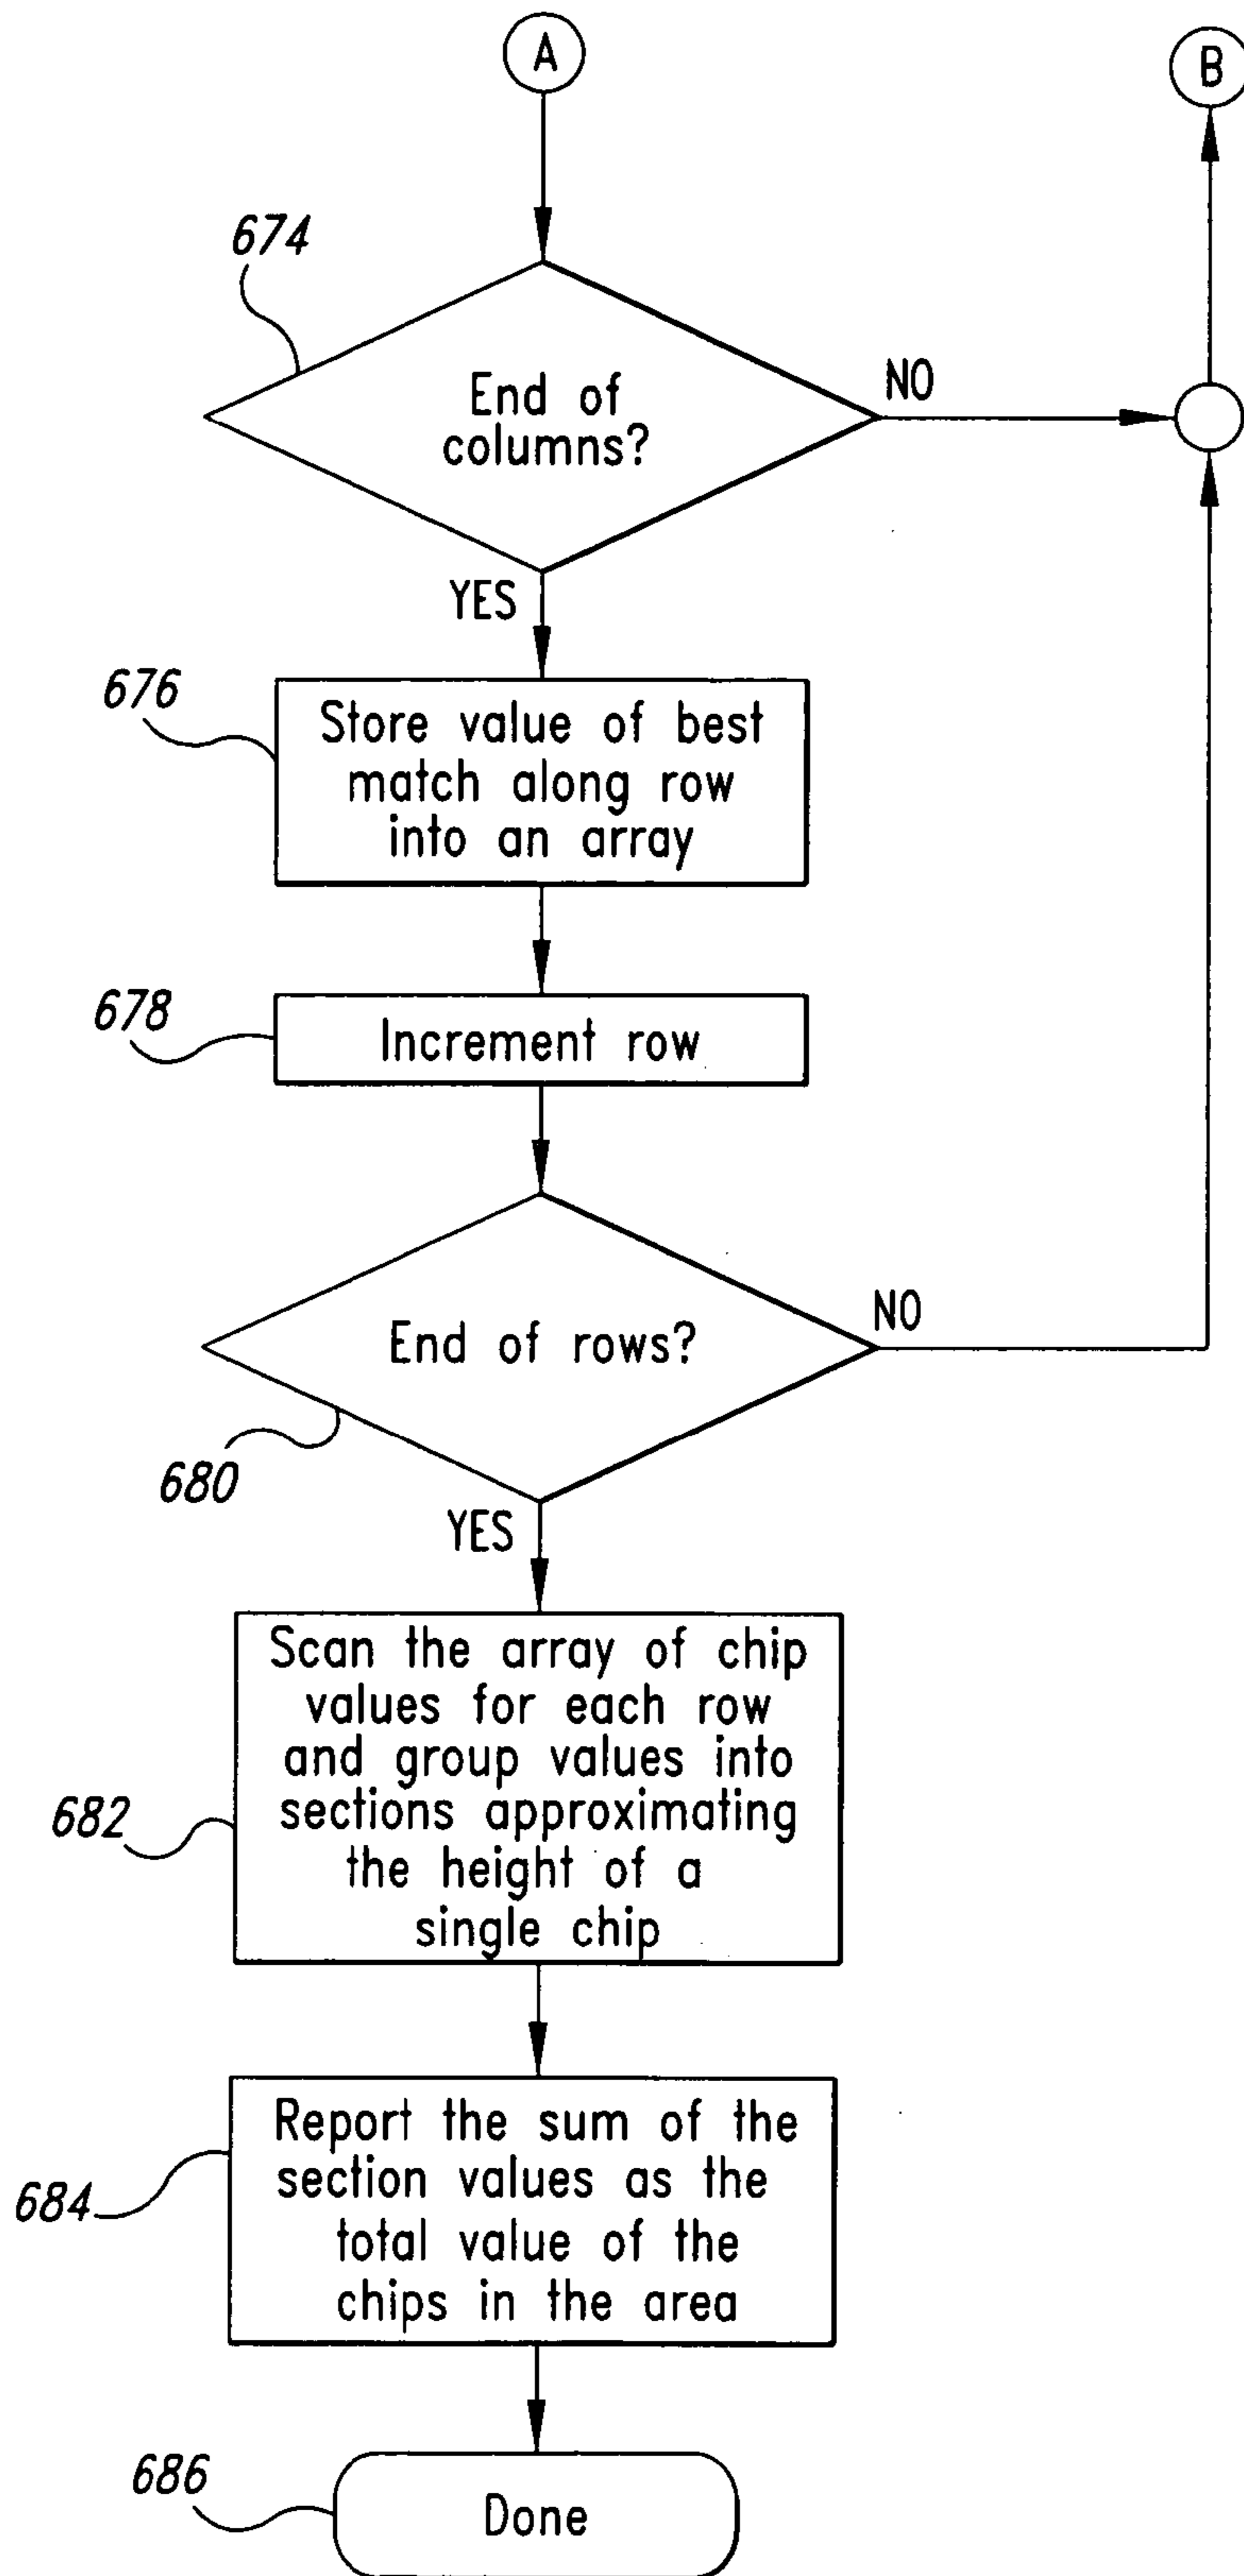 A
B
674
End of
columns?
NO
YES
676
Store value of best
match along row
into an array
678
Increment row
End of rows?
NO
680
YES
Scan the array of chip
values for each row
and group values into
sections approximating
the height of a
single chip
682
Report the sum of the
section values as the
total value of the
chips in the area
684
686
Done